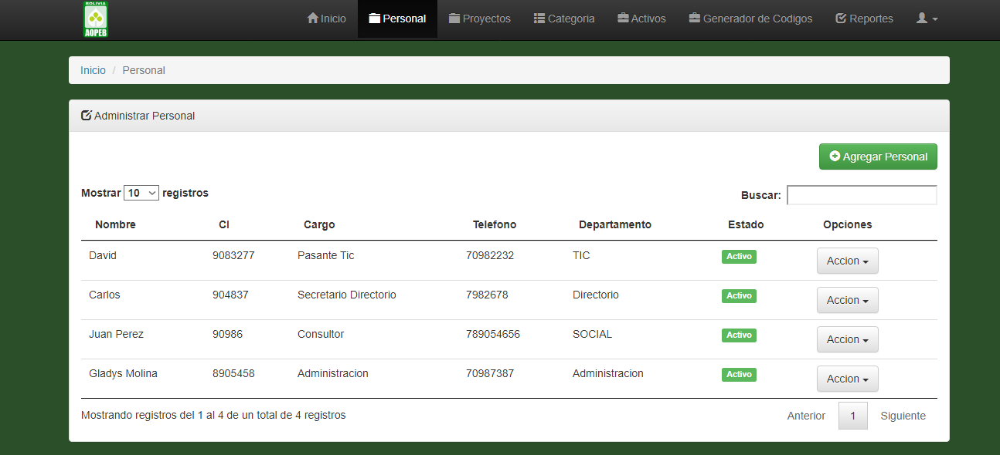 BOLIVIA
AOPEB
Inicio Personal Proyectos Categoria Activos Generador de Codigos Reportes
Inicio / Personal
Administrar Personal
Agregar Personal
Mostrar 10 registros Buscar:
Nombre CI Cargo Telefono Departamento Estado Opciones
David 9083277 Pasante Tic 70982232 TIC Activo Accion
Carlos 904837 Secretario Directorio 7982678 Directorio Activo Accion
Juan Perez 90986 Consultor 789054656 SOCIAL Activo Accion
Gladys Molina 8905458 Administracion 70987387 Administracion Activo Accion
Mostrando registros del 1 al 4 de un total de 4 registros Anterior 1 Siguiente